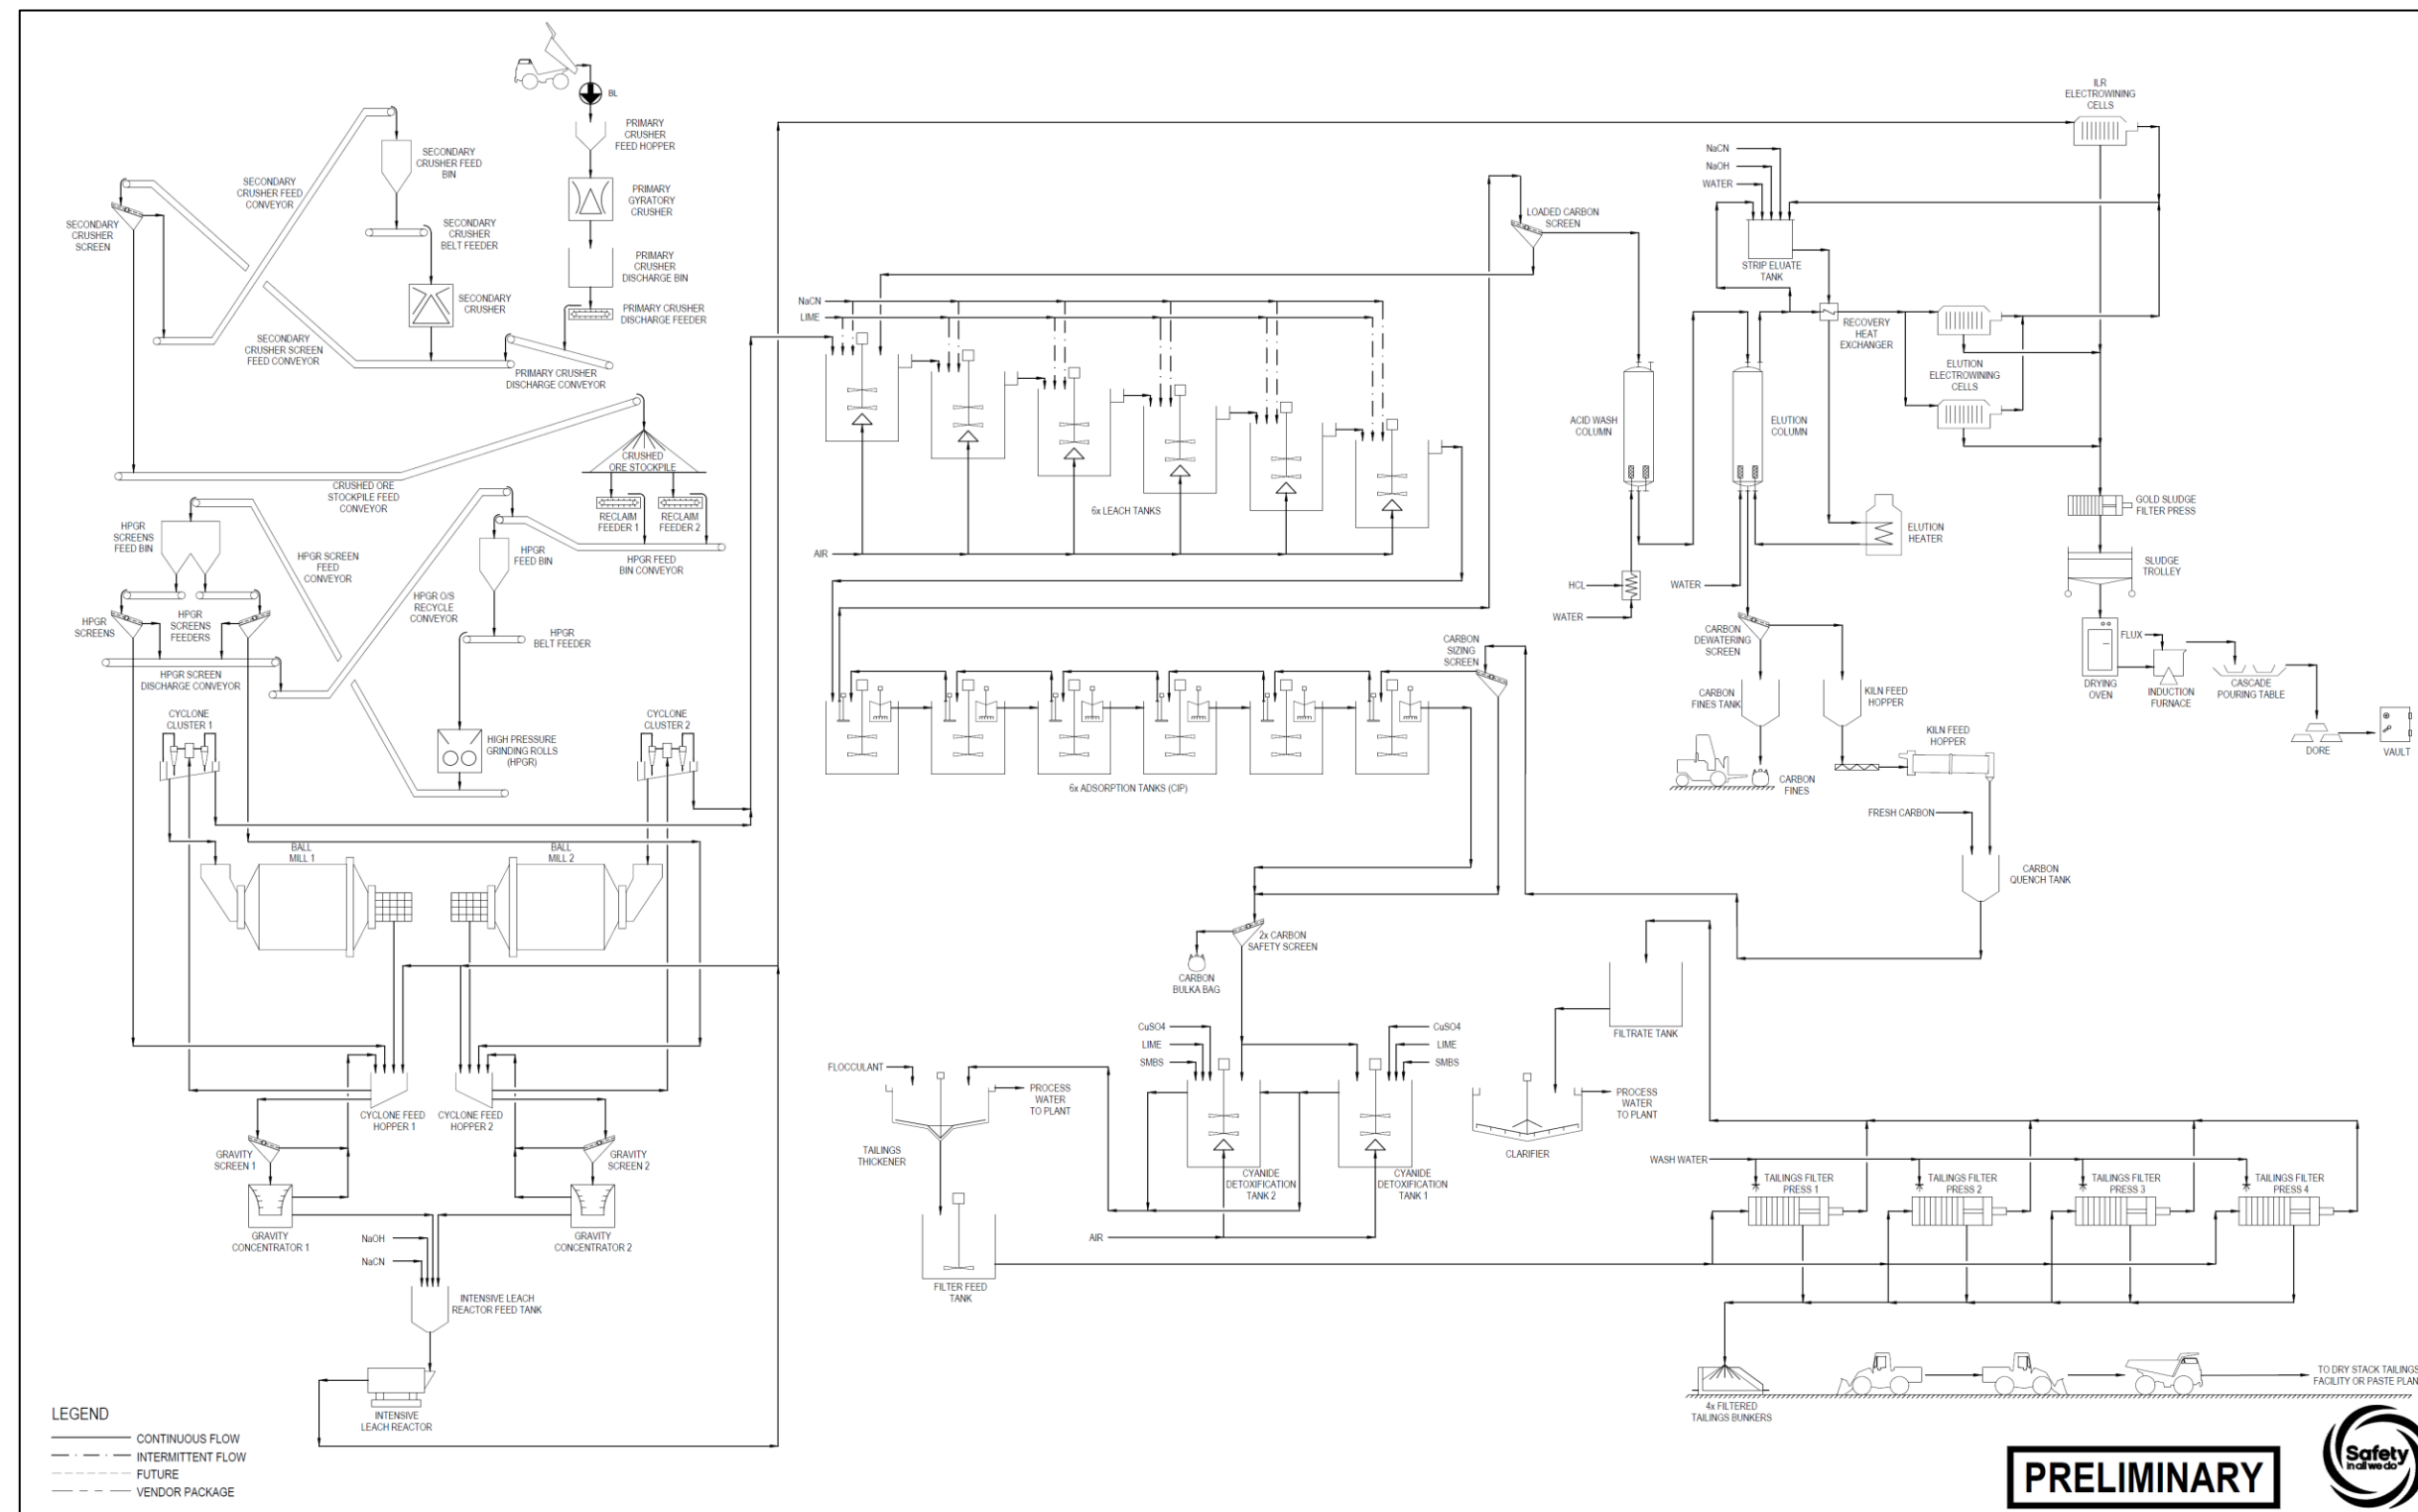 BL
PRIMARY
CRUSHER
FEED HOPPER
PRIMARY
GYRATORY
CRUSHER
PRIMARY
CRUSHER
DISCHARGE BIN
PRIMARY CRUSHER
DISCHARGE FEEDER
PRIMARY CRUSHER
DISCHARGE CONVEYOR
SECONDARY
CRUSHER FEED
BIN
SECONDARY
CRUSHER FEED
CONVEYOR
SECONDARY
CRUSHER
SCREEN
SECONDARY
CRUSHER
BELT FEEDER
SECONDARY
CRUSHER
SECONDARY
CRUSHER SCREEN
FEED CONVEYOR
CRUSHED
ORE STOCKPILE
CRUSHED ORE
STOCKPILE FEED
CONVEYOR
RECLAIM
FEEDER 1
RECLAIM
FEEDER 2
HPGR
SCREENS
FEED BIN
HPGR SCREEN
FEED
CONVEYOR
HPGR
FEED BIN
HPGR FEED
BIN CONVEYOR
HPGR O/S
RECYCLE
CONVEYOR
HPGR
SCREENS
HPGR
SCREENS
FEEDERS
HPGR
BELT FEEDER
HPGR SCREEN
DISCHARGE CONVEYOR
CYCLONE
CLUSTER 1
CYCLONE
CLUSTER 2
HIGH PRESSURE
GRINDING ROLLS
(HPGR)
BALL
MILL 1
BALL
MILL 2
CYCLONE FEED
HOPPER 1
CYCLONE FEED
HOPPER 2
GRAVITY
SCREEN 1
GRAVITY
SCREEN 2
GRAVITY
CONCENTRATOR 1
GRAVITY
CONCENTRATOR 2
NaOH
NaCN
INTENSIVE LEACH
REACTOR FEED TANK
INTENSIVE
LEACH REACTOR
LEGEND
CONTINUOUS FLOW
INTERMITTENT FLOW
FUTURE
VENDOR PACKAGE
NaCN
LIME
6x LEACH TANKS
AIR
LOADED CARBON
SCREEN
ACID WASH
COLUMN
HCL
WATER
CARBON
SIZING
SCREEN
6x ADSORPTION TANKS (CIP)
2x CARBON
SAFETY SCREEN
CARBON
BULKA BAG
CuSO4
LIME
SMBS
CuSO4
LIME
SMBS
CYANIDE
DETOXIFICATION
TANK 2
CYANIDE
DETOXIFICATION
TANK 1
AIR
FLOCCULANT
PROCESS
WATER
TO PLANT
TAILINGS
THICKENER
FILTER FEED
TANK
FILTRATE TANK
PROCESS
WATER
TO PLANT
CLARIFIER
ILR
ELECTROWINING
CELLS
NaCN
NaOH
WATER
STRIP ELUATE
TANK
RECOVERY
HEAT
EXCHANGER
ELUTION
ELECTROWINING
CELLS
ELUTION
COLUMN
ELUTION
HEATER
WATER
CARBON
DEWATERING
SCREEN
CARBON
FINES TANK
KILN FEED
HOPPER
KILN FEED
HOPPER
CARBON
FINES
FRESH CARBON
CARBON
QUENCH TANK
GOLD SLUDGE
FILTER PRESS
SLUDGE
TROLLEY
FLUX
DRYING
OVEN
INDUCTION
FURNACE
CASCADE
POURING TABLE
DORE
VAULT
WASH WATER
TAILINGS FILTER
PRESS 1
TAILINGS FILTER
PRESS 2
TAILINGS FILTER
PRESS 3
TAILINGS FILTER
PRESS 4
4x FILTERED
TAILINGS BUNKERS
TO DRY STACK TAILINGS
FACILITY OR PASTE PLAN
PRELIMINARY
Safety
in all we do